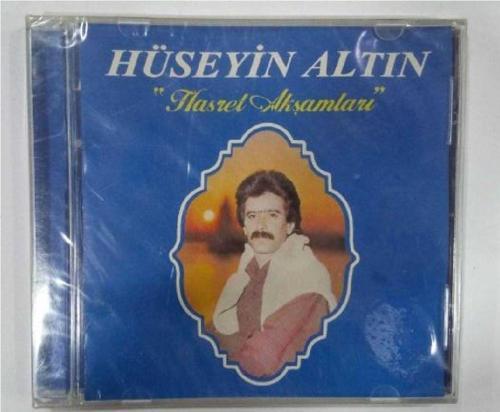 HÜSEYİN ALTIN
"Hasret Akşamları"